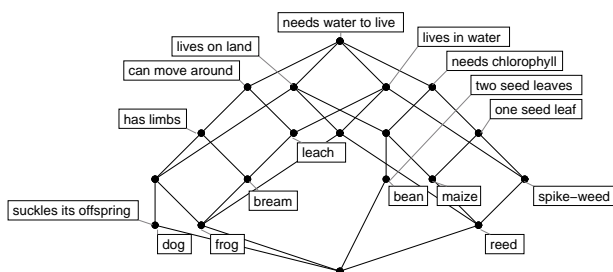 needs water to live
lives on land
lives in water
can move around
needs chlorophyll
two seed leaves
one seed leaf
has limbs
leach
bream
bean
maize
spike–weed
suckles its offspring
dog
frog
reed